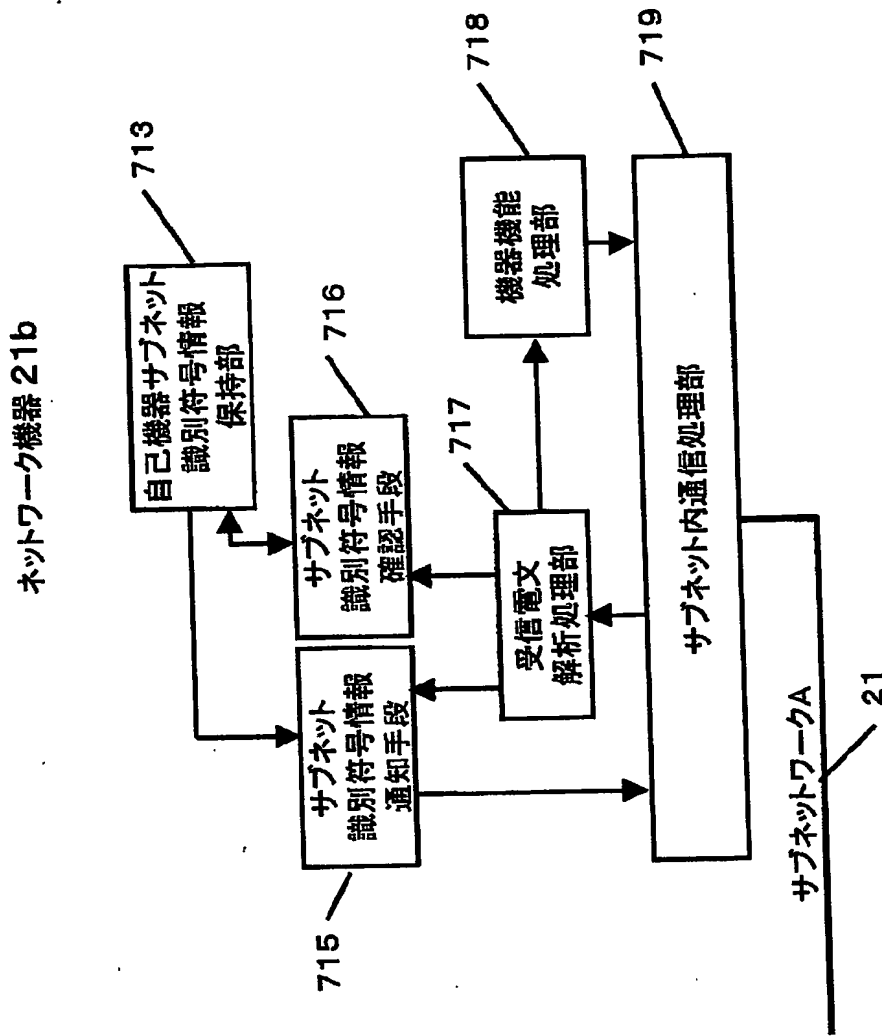 ネットワーク機器 21b
713
自己機器サブネット
識別符号情報
保持部
715
サブネット
識別符号情報
通知手段
716
サブネット
識別符号情報
確認手段
717
受信電文
解析処理部
718
機器機能
処理部
719
サブネット内通信処理部
サブネットワークA
21